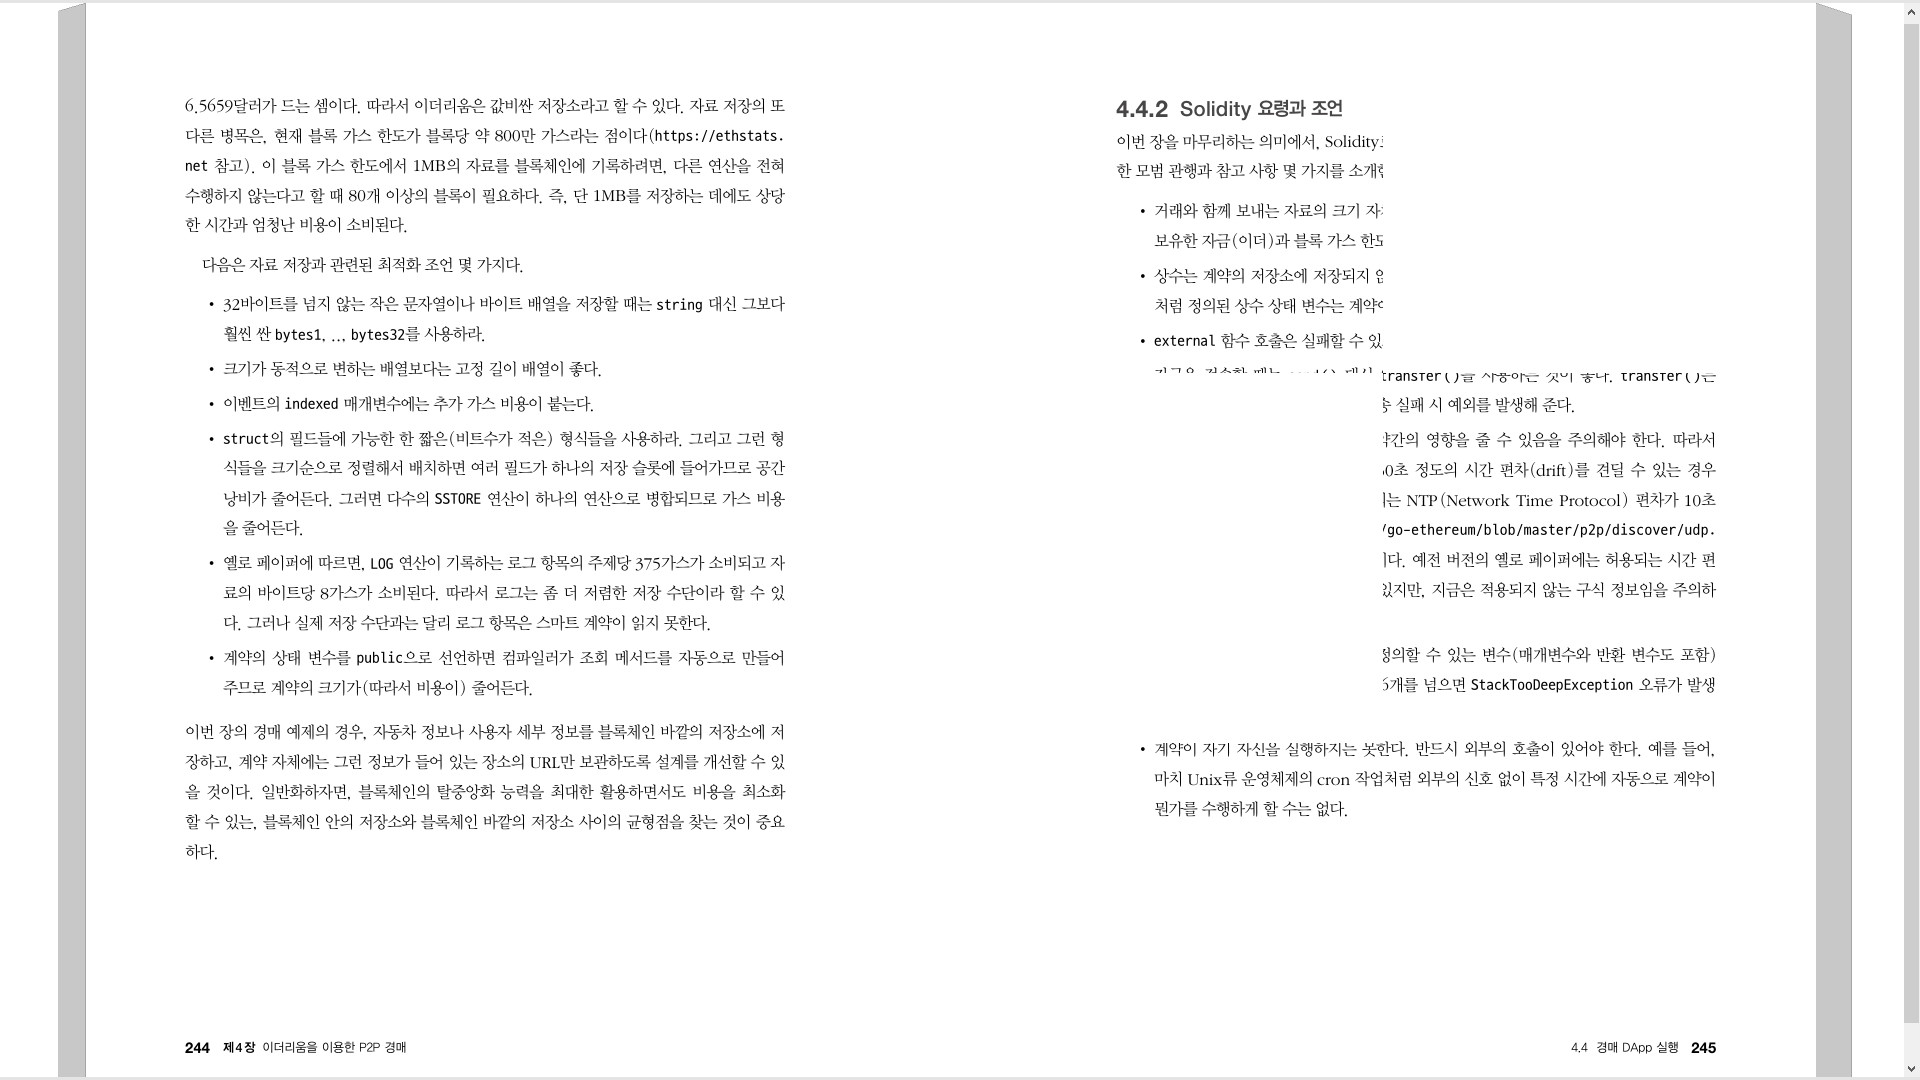 6.5659달러가 드는 셈이다. 따라서 이더리움은 값비싼 저장소라고 할 수 있다. 자료 저장의 또
다른 병목은, 현재 블록 가스 한도가 블록당 약 800만 가스라는 점이다(https://ethstats.
net 참고). 이 블록 가스 한도에서 1MB의 자료를 블록체인에 기록하려면, 다른 연산을 전혀
수행하지 않는다고 할 때 80개 이상의 블록이 필요하다. 즉, 단 1MB를 저장하는 데에도 상당
한 시간과 엄청난 비용이 소비된다.
다음은 자료 저장과 관련된 최적화 조언 몇 가지다.
• 32바이트를 넘지 않는 작은 문자열이나 바이트 배열을 저장할 때는 string 대신 그보다
훨씬 싼 bytes1, …, bytes32를 사용하라.
• 크기가 동적으로 변하는 배열보다는 고정 길이 배열이 좋다.
• 이벤트의 indexed 매개변수에는 추가 가스 비용이 붙는다.
• struct의 필드들에 가능한 한 짧은(비트수가 적은) 형식들을 사용하라. 그리고 그런 형
식들을 크기순으로 정렬해서 배치하면 여러 필드가 하나의 저장 슬롯에 들어가므로 공간
낭비가 줄어든다. 그러면 다수의 SSTORE 연산이 하나의 연산으로 병합되므로 가스 비용
을 줄어든다.
• 옐로 페이퍼에 따르면, LOG 연산이 기록하는 로그 항목의 주제당 375가스가 소비되고 자
료의 바이트당 8가스가 소비된다. 따라서 로그는 좀 더 저렴한 저장 수단이라 할 수 있
다. 그러나 실제 저장 수단과는 달리 로그 항목은 스마트 계약이 읽지 못한다.
• 계약의 상태 변수를 public으로 선언하면 컴파일러가 조회 메서드를 자동으로 만들어
주므로 계약의 크기가(따라서 비용이) 줄어든다.
이번 장의 경매 예제의 경우, 자동차 정보나 사용자 세부 정보를 블록체인 바깥의 저장소에 저
장하고, 계약 자체에는 그런 정보가 들어 있는 장소의 URL만 보관하도록 설계를 개선할 수 있
을 것이다. 일반화하자면, 블록체인의 탈중앙화 능력을 최대한 활용하면서도 비용을 최소화
할 수 있는, 블록체인 안의 저장소와 블록체인 바깥의 저장소 사이의 균형점을 찾는 것이 중요
하다.
244 제4장 이더리움을 이용한 P2P 경매
4.4.2 Solidity 요령과 조언
이번 장을 마무리하는 의미에서, Solidity
한 모범 관행과 참고 사항 몇 가지를 소개
• 거래와 함께 보내는 자료의 크기
보유한 자금(이더)과 블록 가스
• 상수는 계약의 저장소에 저장되지
처럼 정의된 상수 상태 변수는
• external 함수 호출은 실패할 수
transfer()를 사용하는 것이 좋다. transfer()는
실패 시 예외를 발생해 준다.
영향을 줄 수 있음을 주의해야 한다. 따라서
정도의 시간 편차(drift)를 견딜 수 있는 경우
NTP(Network Time Protocol) 편차가 10초
/go-ethereum/blob/master/p2p/discover/udp.
예전 버전의 옐로 페이퍼에는 허용되는 시간 편
지금은 적용되지 않는 구식 정보임을 주의하
수 있는 변수(매개변수와 반환 변수도 포함)
넘으면 StackTooDeepException 오류가 발생
• 계약이 자기 자신을 실행하지는 못한다. 반드시 외부의 호출이 있어야 한다. 예를 들어,
마치 Unix류 운영체제의 cron 작업처럼 외부의 신호 없이 특정 시간에 자동으로 계약이
뭔가를 수행하게 할 수는 없다.
4.4 경매 DApp 실행 245